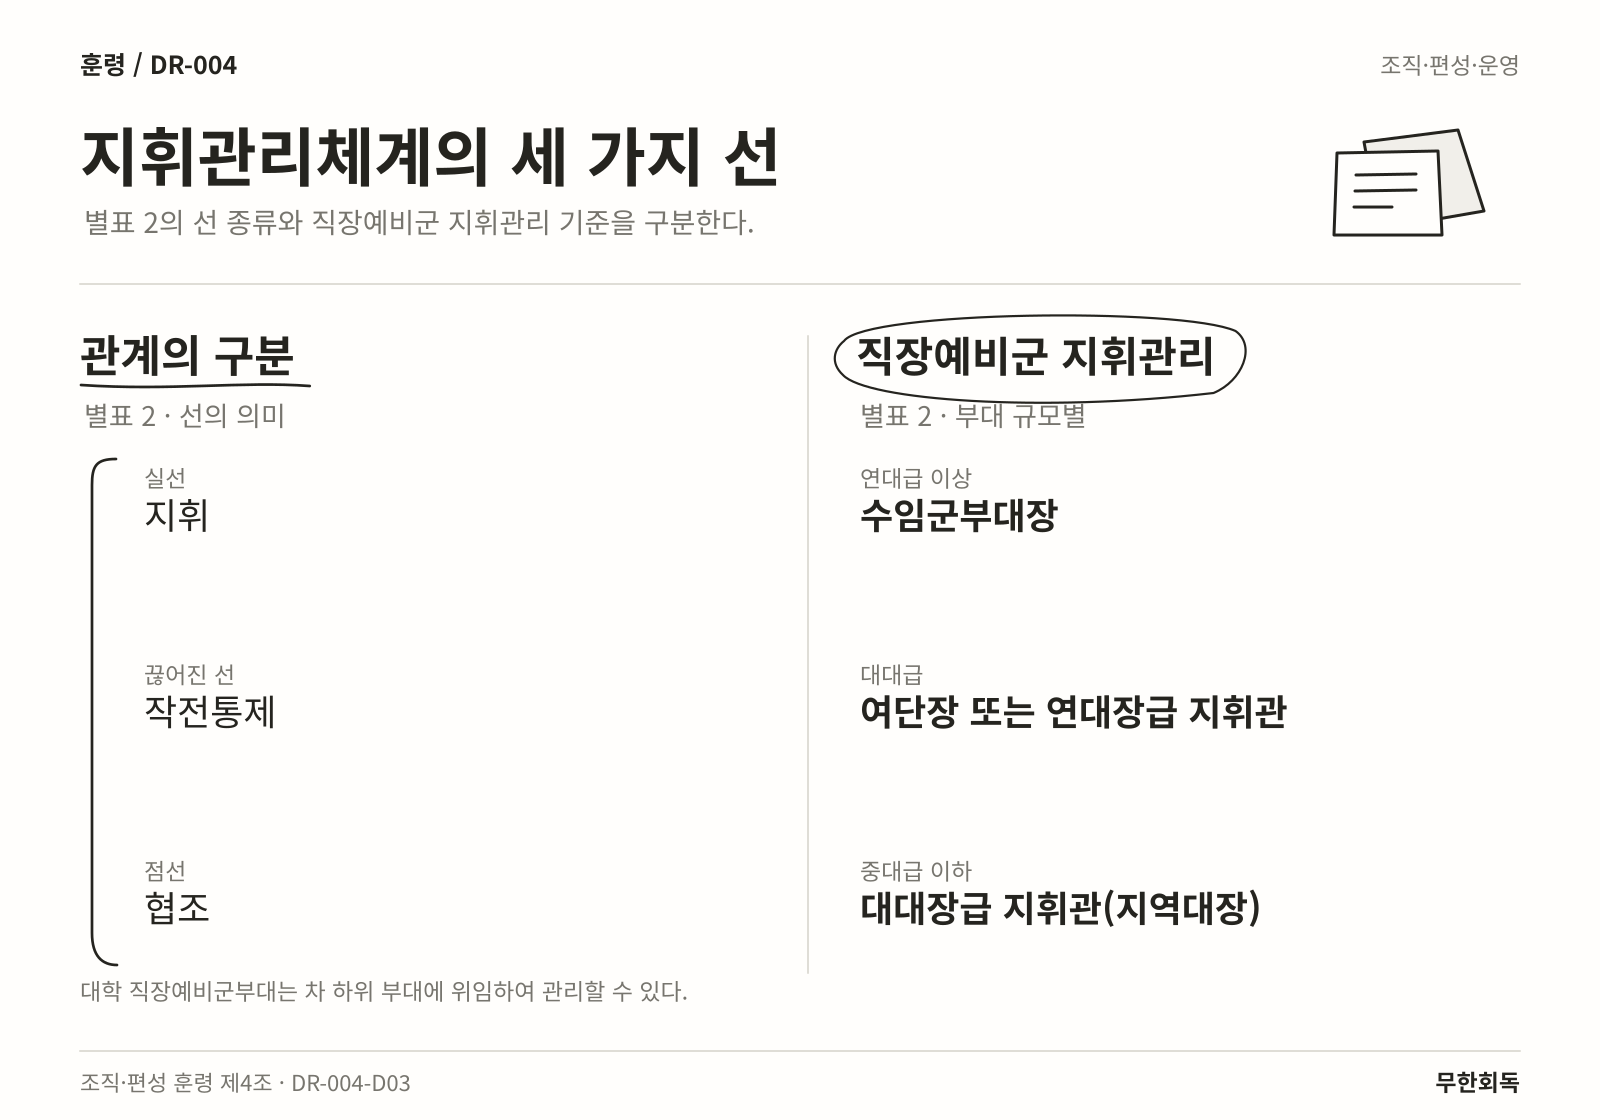 훈령 / DR-004
조직·편성·운영
지휘관리체계의 세 가지 선
별표 2의 선 종류와 직장예비군 지휘관리 기준을 구분한다.
관계의 구분
별표 2 · 선의 의미
실선
지휘
끊어진 선
작전통제
점선
협조
직장예비군 지휘관리
별표 2 · 부대 규모별
연대급 이상
수임군부대장
대대급
여단장 또는 연대장급 지휘관
중대급 이하
대대장급 지휘관(지역대장)
대학 직장예비군부대는 차 하위 부대에 위임하여 관리할 수 있다.
조직·편성 훈령 제4조 · DR-004-D03
무한회독